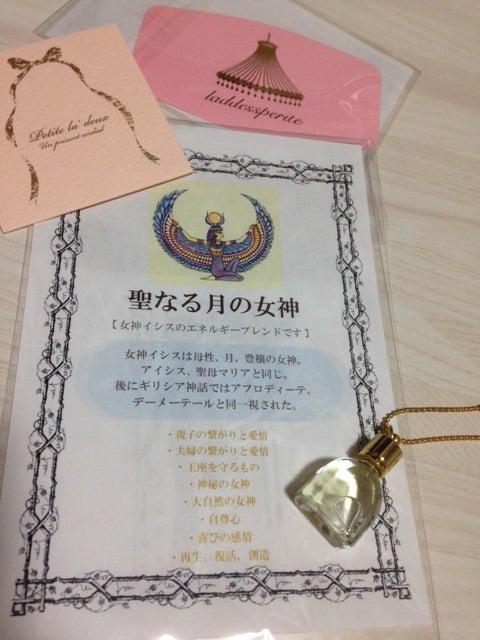 Petite la' deux
Un présent cordial
laddessperite
聖なる月の女神
【女神イシスのエネルギーブレンドです】
女神イシスは母性、月、豊穣の女神。
アイシス、聖母マリアと同じ。
後にギリシア神話ではアフロディーテ、
デーメーテールと同一視された。
・親子の繋がりと愛情
・夫婦の繋がりと愛情
・王座を守るもの
・神秘の女神
・大自然の女神
・自尊心
・喜びの感情
・再生、復活、創造